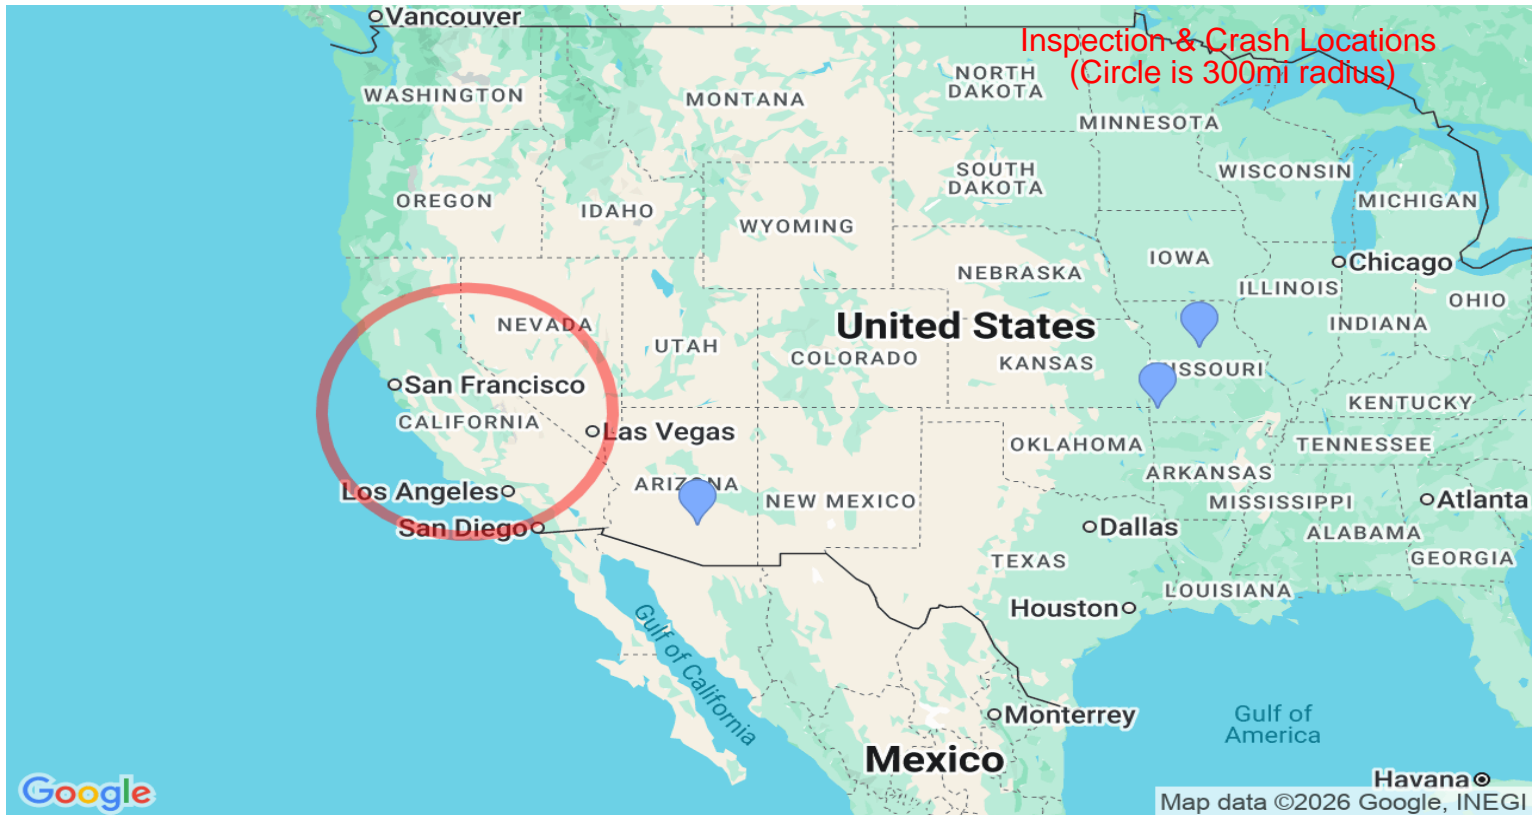 Vancouver
Inspection & Crash Locations
(Circle is 300mi radius)
WASHINGTON
MONTANA
NORTH
DAKOTA
MINNESOTA
SOUTH
DAKOTA
WISCONSIN
MICHIGAN
OREGON
IDAHO
WYOMING
IOWA
Chicago
NEBRASKA
ILLINOIS
OHIO
NEVADA
United States
INDIANA
UTAH
COLORADO
KANSAS
ISSOURI
San Francisco
CALIFORNIA
KENTUCKY
Las Vegas
OKLAHOMA
TENNESSEE
ARKANSAS
Los Angeles
ARIZONA
NEW MEXICO
MISSISSIPPI
Atlanta
San Diego
Dallas
ALABAMA
TEXAS
GEORGIA
LOUISIANA
Houston
Gulf of California
Monterrey
Gulf of
America
Mexico
Havana
Google
Map data ©2026 Google, INEGI